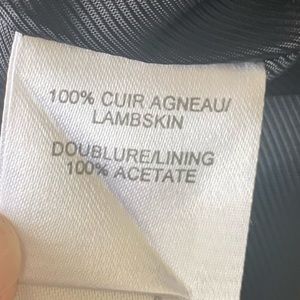 100% CUIR AGNEAU/
LAMBSKIN
DOUBLURE/LINING
100% ACETATE